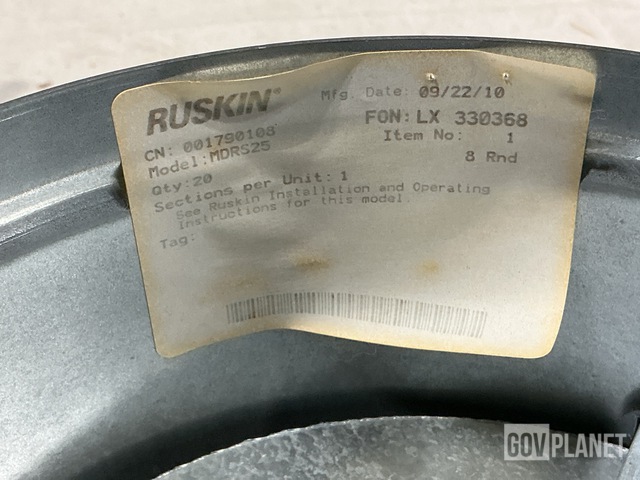 RUSKIN®
Mfg. Date: 09/22/10
CN: 001790108
FON: LX 330368
Model: MDRS25
Item No: 1
Qty: 20
8 Rnd
Sections per Unit: 1
See Ruskin Installation and Operating
Instructions for this model.
Tag:
GOVPLANET